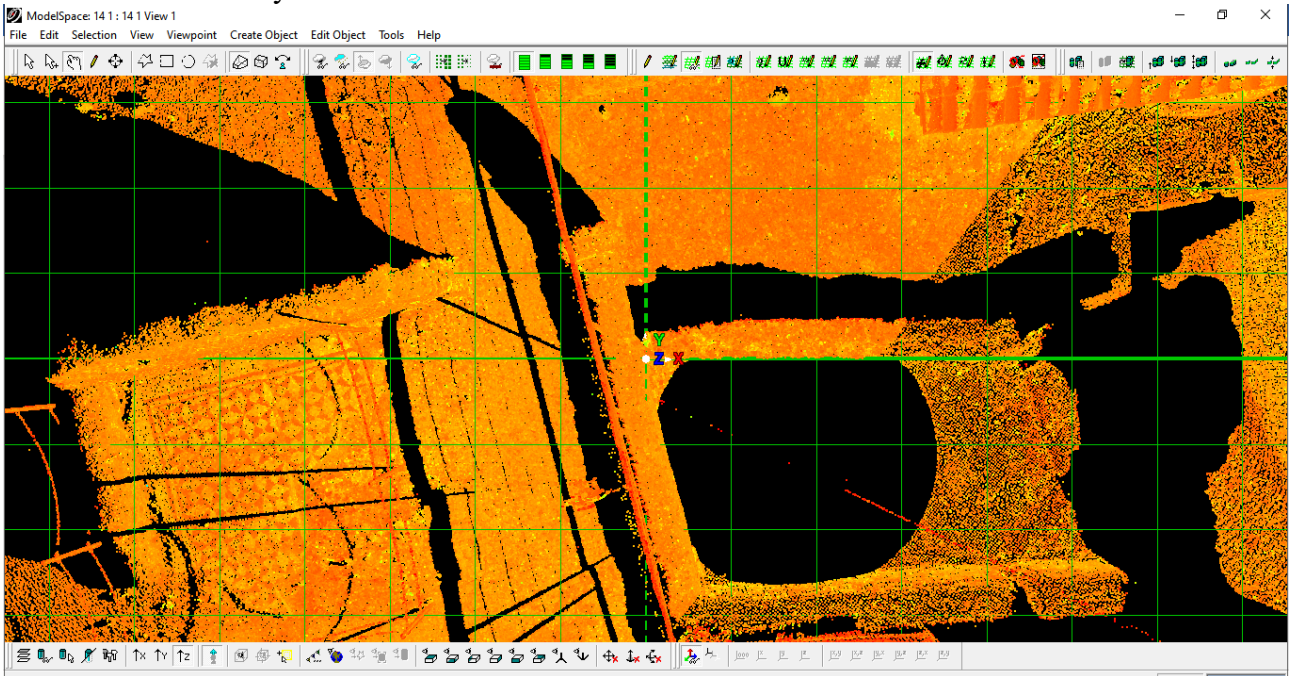 ModelSpace: 14 1 : 14 1 View 1
File Edit Selection View Viewpoint Create Object Edit Object Tools Help
Y
Z X